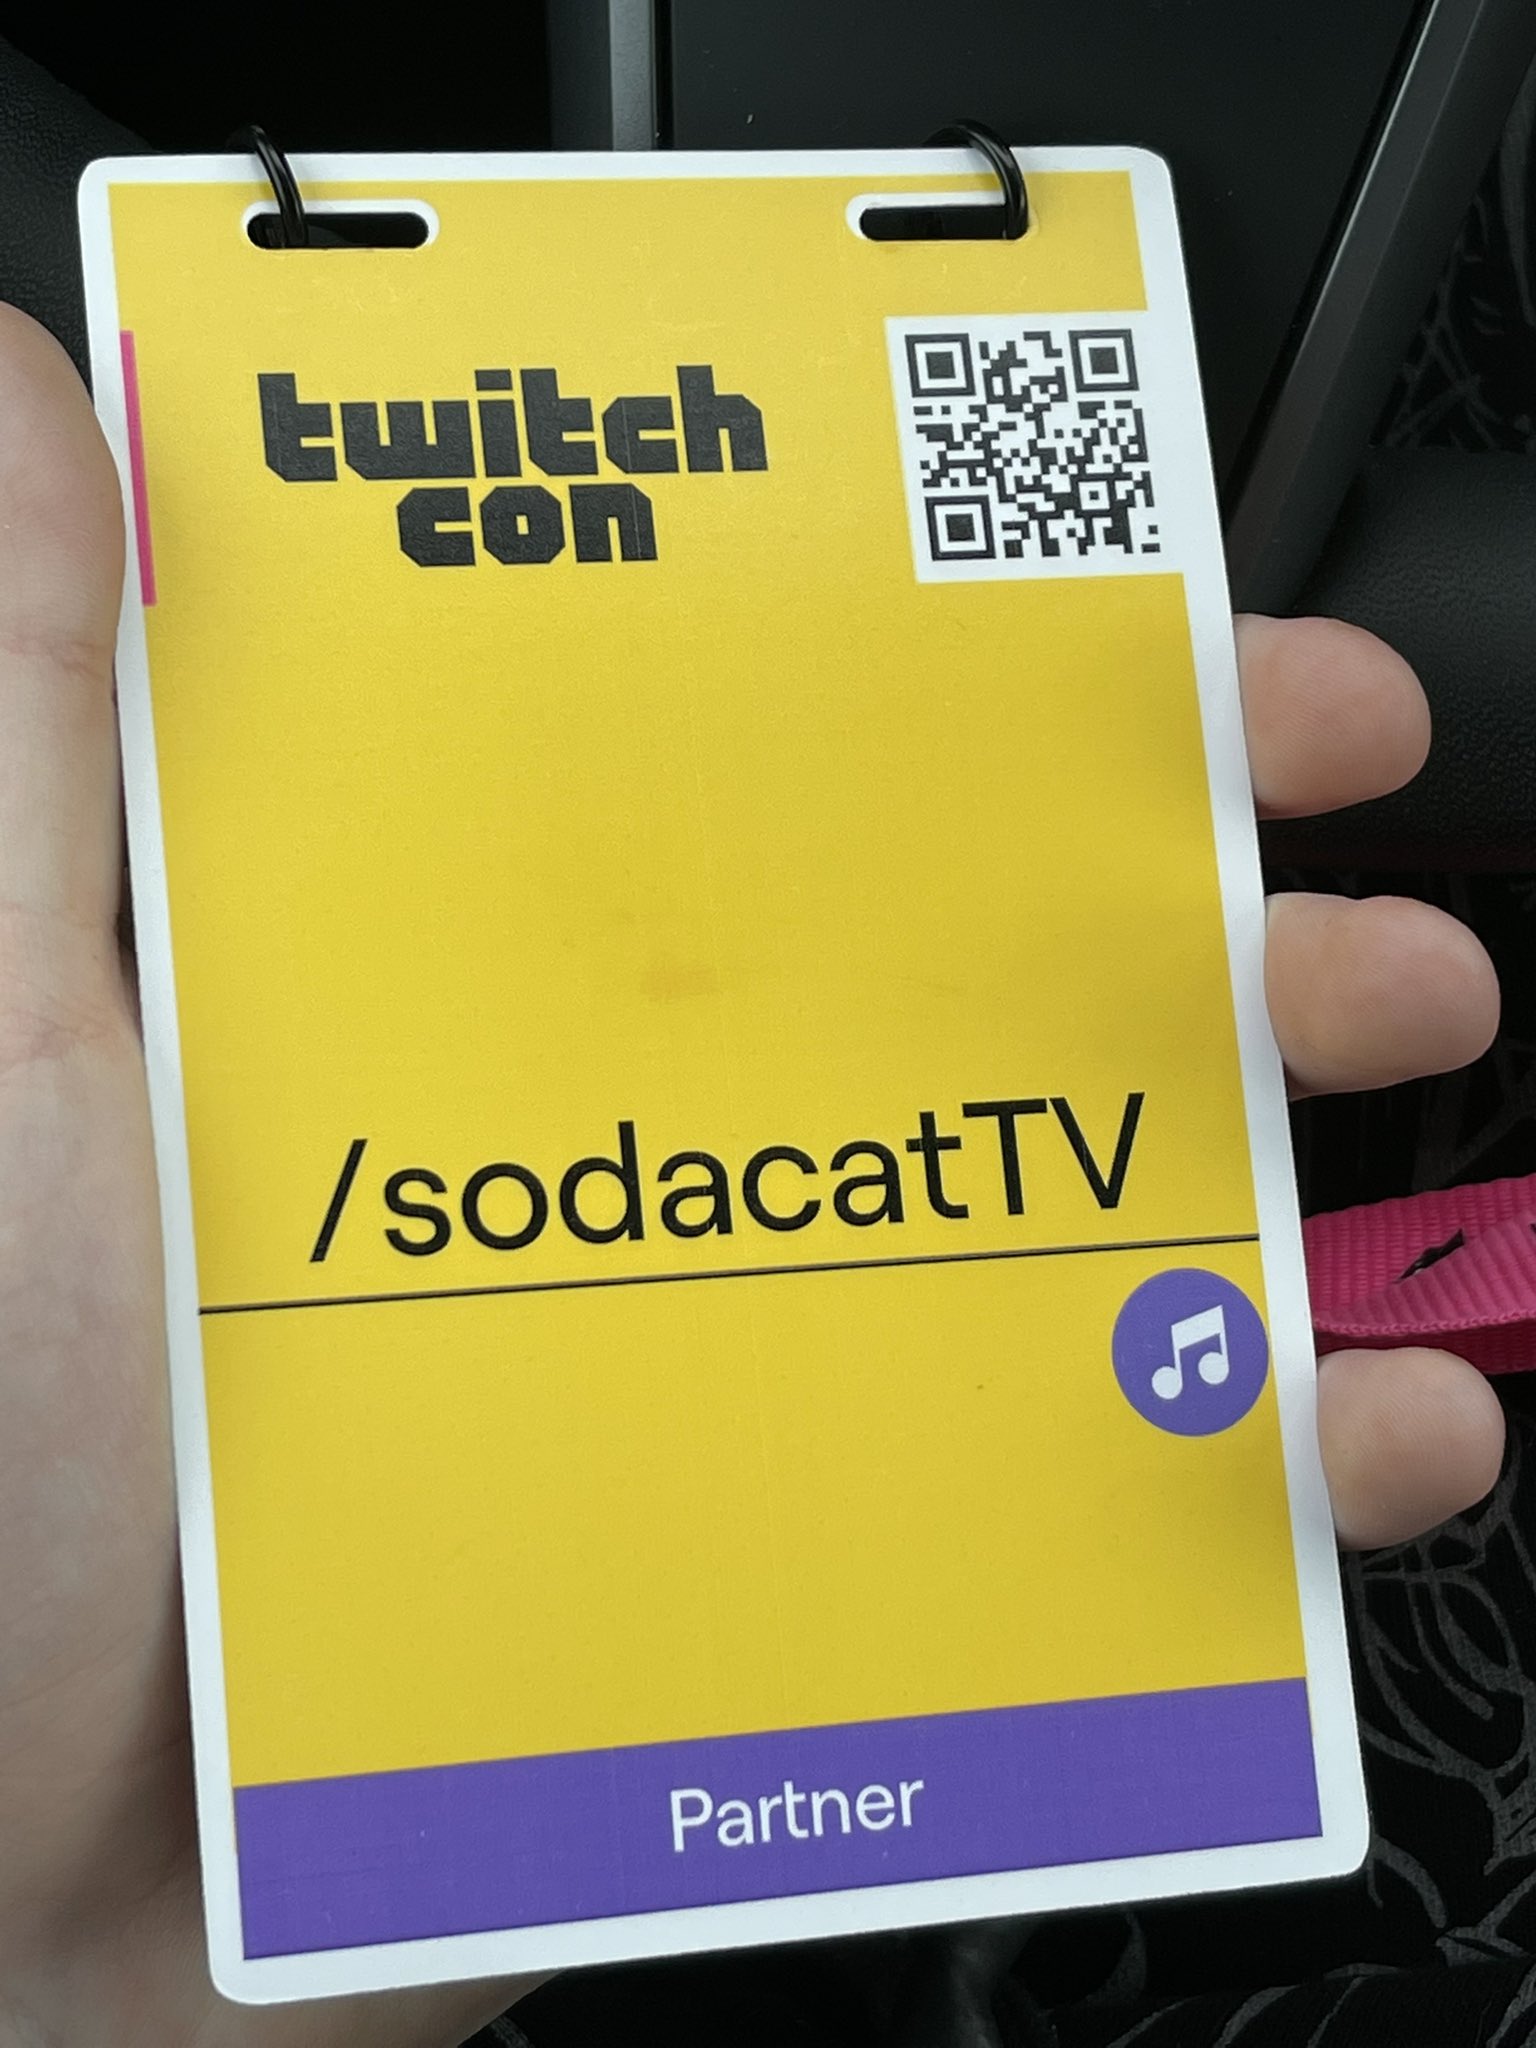 twitch
con
/sodacatTV
Partner